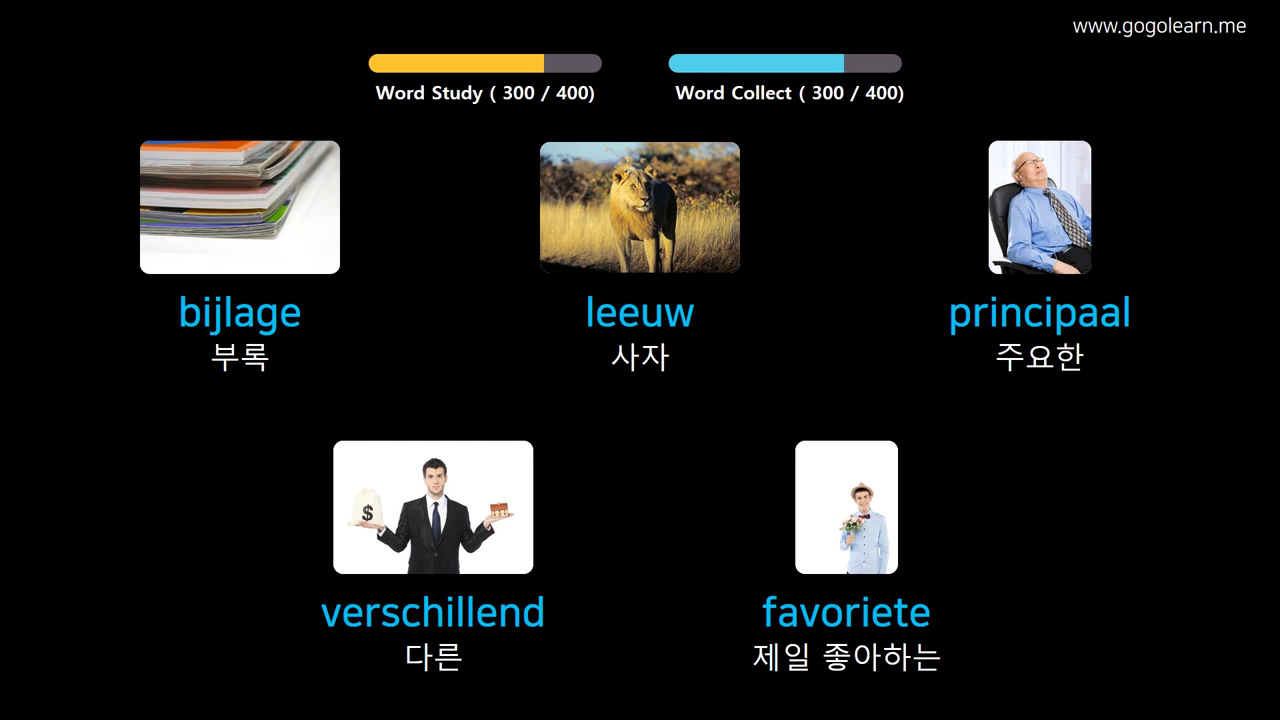 www.gogolearn.me
Word Study ( 300 / 400)
Word Collect ( 300 / 400)
bijlage
부록
leeuw
사자
principaal
주요한
$
verschillend
다른
favoriete
제일 좋아하는